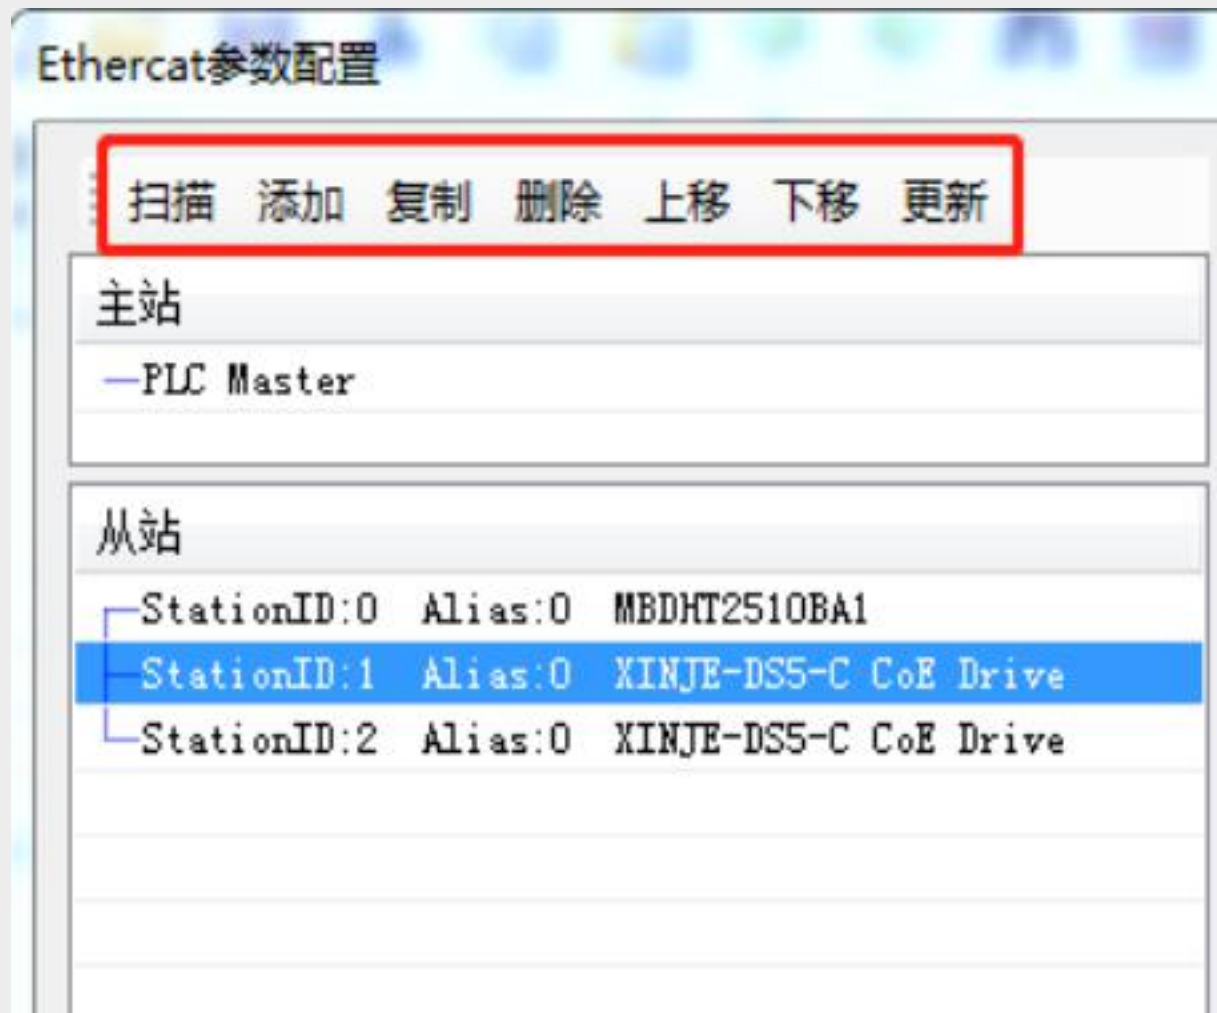 Ethercat参数配置
扫描 添加 复制 删除 上移 下移 更新
主站
PLC Master
从站
StationID:0 Alias:0 MBDHT2510BA1
StationID:1 Alias:0 XINJE-DS5-C CoE Drive
StationID:2 Alias:0 XINJE-DS5-C CoE Drive